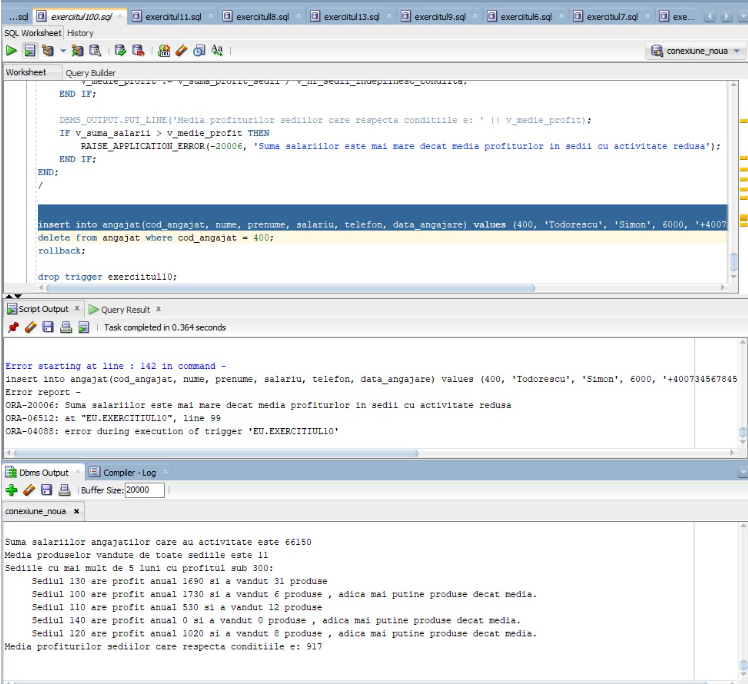 ...sql exercitul100.sql exerciitul11.sql exerciitull8.sql exerciitul13.sql exerciitul9.sql exerciitul6.sql exerciitul7.sql exe...
SQL Worksheet History
conexiune_noua
Worksheet Query Builder
v_medie_profit := v_suma_profit_sedii / v_nr_sedii_indeplinesc_conditia;
END IF;
DBMS_OUTPUT.PUT_LINE('Media profiturilor sediilor care respecta conditiile e: ' || v_medie_profit);
IF v_suma_salarii > v_medie_profit THEN
RAISE_APPLICATION_ERROR(-20006, 'Suma salariilor este mai mare decat media profiturlor in sedii cu activitate redusa');
END IF;
END;
/
insert into angajat(cod_angajat, nume, prenume, salariu, telefon, data_angajare) values (400, 'Todorescu', 'Simon', 6000, '+4007
delete from angajat where cod_angajat = 400;
rollback;
drop trigger exerciitul10;
Script Output x Query Result x
Task completed in 0.364 seconds
Error starting at line : 142 in command -
insert into angajat(cod_angajat, nume, prenume, salariu, telefon, data_angajare) values (400, 'Todorescu', 'Simon', 6000, '+400734567845
Error report -
ORA-20006: Suma salariilor este mai mare decat media profiturlor in sedii cu activitate redusa
ORA-06512: at "EU.EXERCITIUL10", line 99
ORA-04088: error during execution of trigger 'EU.EXERCITIUL10'
Dbms Output × Compiler - Log ×
Buffer Size: 20000
conexiune_noua ×
Suma salariilor angajatilor care au activitate este 66150
Media produselor vandute de toate sediile este 11
Sediile cu mai mult de 5 luni cu profitul sub 300:
Sediul 130 are profit anual 1690 si a vandut 31 produse
Sediul 100 are profit anual 1730 si a vandut 6 produse , adica mai putine produse decat media.
Sediul 110 are profit anual 530 si a vandut 12 produse
Sediul 140 are profit anual 0 si a vandut 0 produse , adica mai putine produse decat media.
Sediul 120 are profit anual 1020 si a vandut 8 produse , adica mai putine produse decat media.
Media profiturilor sediilor care respecta conditiile e: 917